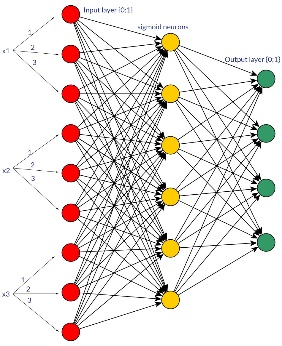 Input layer {0;1}
sigmoid neurons
Output layer {0;1}
x1
1
2
3
x2
1
2
3
x3
1
2
3